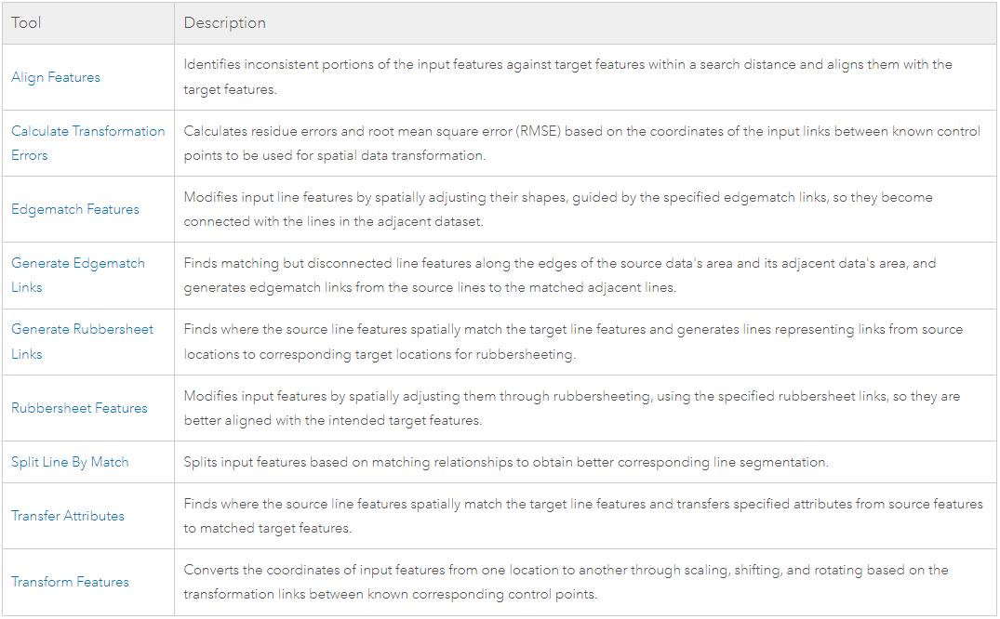 Tool Description
Align Features
Identifies inconsistent portions of the input features against target features within a search distance and aligns them with the
target features.
Calculate Transformation
Errors
Calculates residue errors and root mean square error (RMSE) based on the coordinates of the input links between known control
points to be used for spatial data transformation.
Edgematch Features
Modifies input line features by spatially adjusting their shapes, guided by the specified edgematch links, so they become
connected with the lines in the adjacent dataset.
Generate Edgematch
Links
Finds matching but disconnected line features along the edges of the source data's area and its adjacent data's area, and
generates edgematch links from the source lines to the matched adjacent lines.
Generate Rubbersheet
Links
Finds where the source line features spatially match the target line features and generates lines representing links from source
locations to corresponding target locations for rubbersheeting.
Rubbersheet Features
Modifies input features by spatially adjusting them through rubbersheeting, using the specified rubbersheet links, so they are
better aligned with the intended target features.
Split Line By Match
Splits input features based on matching relationships to obtain better corresponding line segmentation.
Transfer Attributes
Finds where the source line features spatially match the target line features and transfers specified attributes from source features
to matched target features.
Transform Features
Converts the coordinates of input features from one location to another through scaling, shifting, and rotating based on the
transformation links between known corresponding control points.